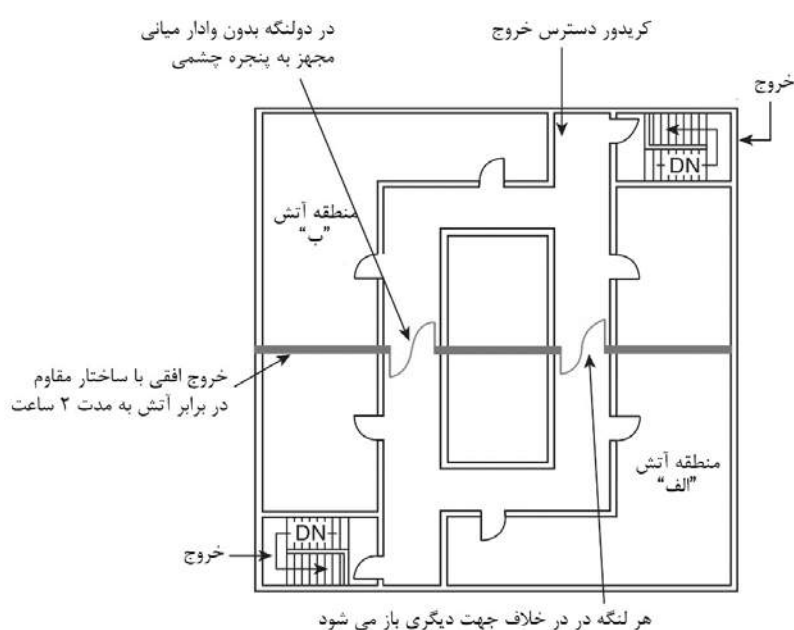 در دولنگه بدون وادار میانی
مجهز به پنجره چشمی
کریدور دسترس خروج
خروج
DN
منطقه آتش
”ب“
خروج افقی با ساختار مقاوم
در برابر آتش به مدت ۲ ساعت
منطقه آتش
”الف“
DN
خروج
هر لنگه در در خلاف جهت دیگری باز می شود